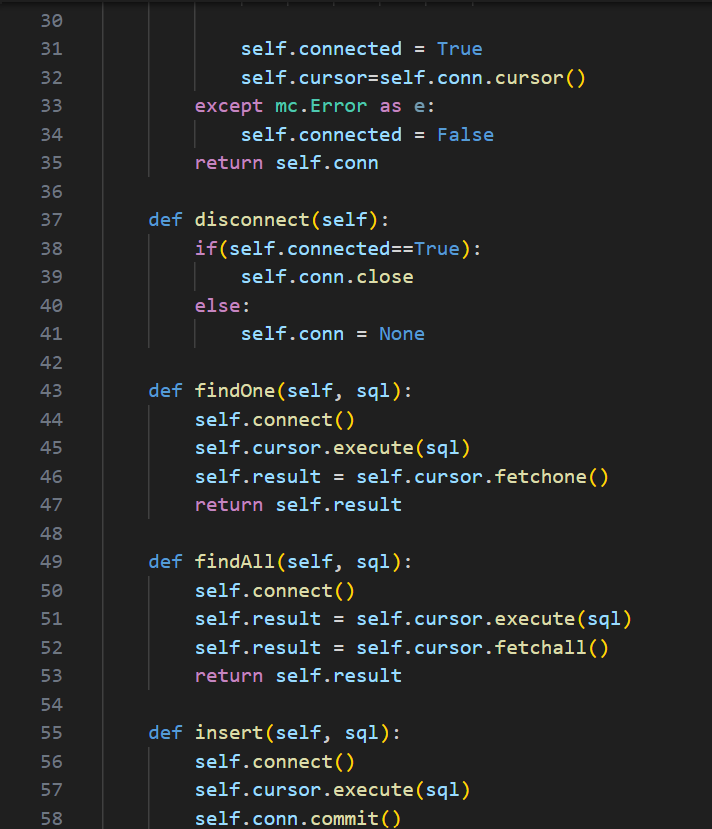 30
31 self.connected = True
32 self.cursor=self.conn.cursor()
33 except mc.Error as e:
34 self.connected = False
35 return self.conn
36
37 def disconnect(self):
38 if(self.connected==True):
39 self.conn.close
40 else:
41 self.conn = None
42
43 def findOne(self, sql):
44 self.connect()
45 self.cursor.execute(sql)
46 self.result = self.cursor.fetchone()
47 return self.result
48
49 def findAll(self, sql):
50 self.connect()
51 self.result = self.cursor.execute(sql)
52 self.result = self.cursor.fetchall()
53 return self.result
54
55 def insert(self, sql):
56 self.connect()
57 self.cursor.execute(sql)
58 self.conn.commit()